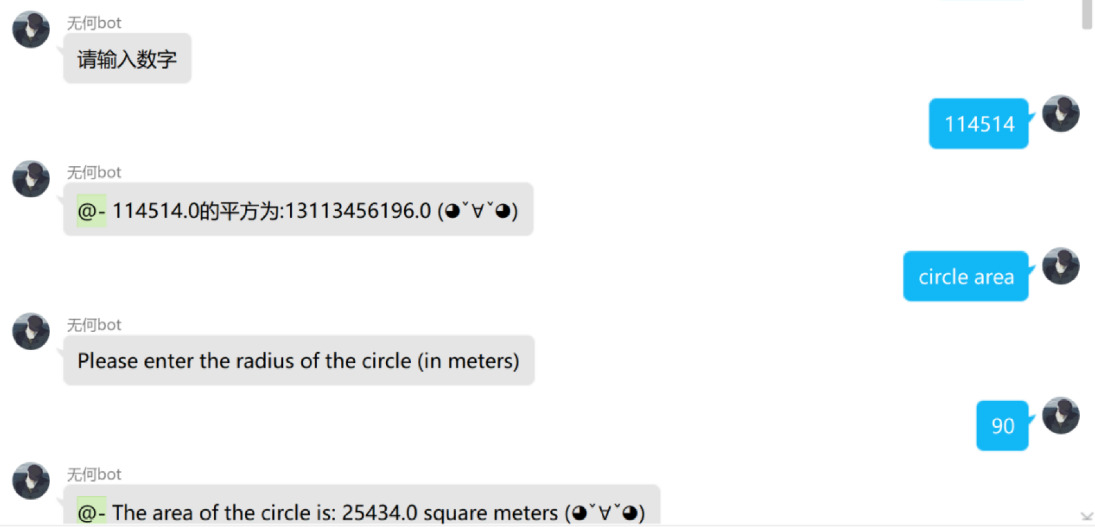 无何bot
请输入数字
114514
无何bot
@- 114514.0的平方为:13113456196.0 (◕ˇ∀ˇ◕)
circle area
无何bot
Please enter the radius of the circle (in meters)
90
无何bot
@- The area of the circle is: 25434.0 square meters (◕ˇ∀ˇ◕)